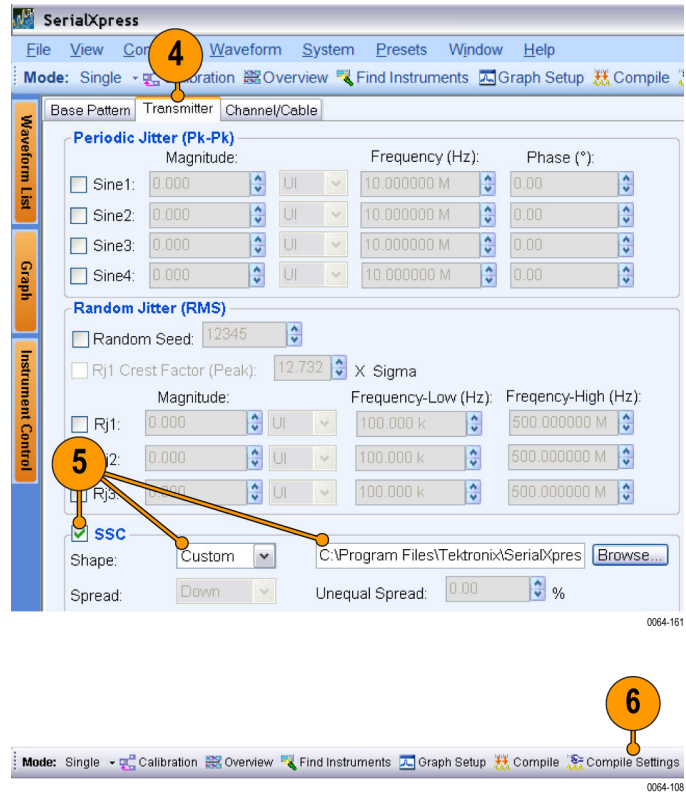 SerialXpress
File View Co Waveform System Presets Window Help
4
Mode: Single bration Overview Find Instruments Graph Setup Compile
Base Pattern Transmitter Channel/Cable
Waveform List
Graph
Instrument Control
Periodic Jitter (Pk-Pk)
Magnitude: Frequency (Hz): Phase (°):
Sine1: 0.000 UI 10.000000 M 0.00
Sine2: 0.000 UI 10.000000 M 0.00
Sine3: 0.000 UI 10.000000 M 0.00
Sine4: 0.000 UI 10.000000 M 0.00
Random Jitter (RMS)
Random Seed: 12345
Rj1 Crest Factor (Peak): 12.732 X Sigma
Magnitude: Frequency-Low (Hz): Freqency-High (Hz):
Rj1: 0.000 UI 100.000 k 500.000000 M
5
j2: 0.000 UI 100.000 k 500.000000 M
Rj3: 0.000 UI 100.000 k 500.000000 M
SSC
Shape: Custom C:\Program Files\Tektronix\SerialXpres Browse...
Spread: Down Unequal Spread: 0.00 %
0064-161
6
Mode: Single Calibration Overview Find Instruments Graph Setup Compile Compile Settings
0064-108